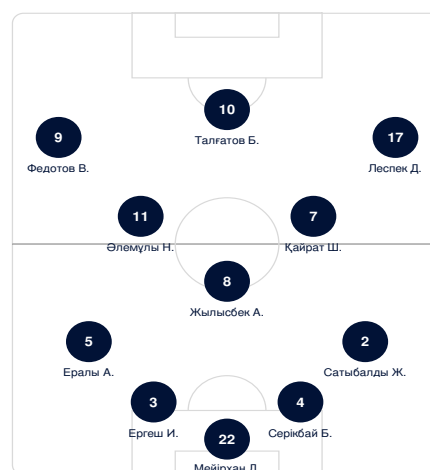 10
Талғатов Б.
9
Федотов В.
17
Леспек Д.
11
Әлемұлы Н.
7
Қайрат Ш.
8
Жылысбек А.
5
Ералы А.
2
Сатыбалды Ж.
3
Ергеш И.
4
Серікбай Б.
22
Мейірхан Д.